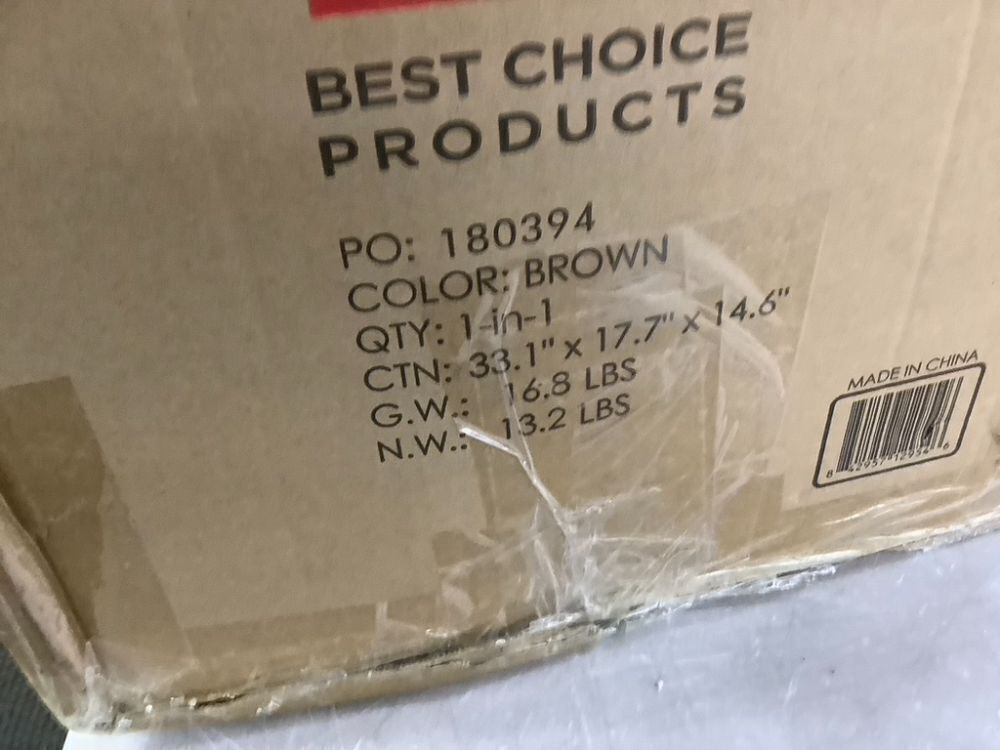 BEST CHOICE
PRODUCTS
PO: 180394
COLOR: BROWN
QTY: 1-in-1
CTN: 33.1" x 17.7" x 14.6"
G.W.: 16.8 LBS
N.W.: 13.2 LBS
MADE IN CHINA